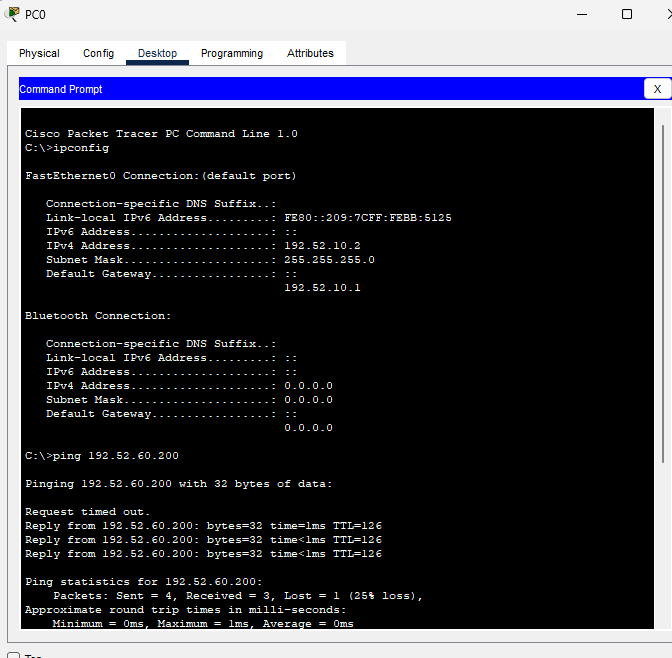 PC0
Physical Config Desktop Programming Attributes
Command Prompt
X
Cisco Packet Tracer PC Command Line 1.0
C:\>ipconfig
FastEthernet0 Connection:(default port)
Connection-specific DNS Suffix..:
Link-local IPv6 Address.........: FE80::209:7CFF:FEBB:5125
IPv6 Address....................: ::
IPv4 Address....................: 192.52.10.2
Subnet Mask.....................: 255.255.255.0
Default Gateway.................: ::
192.52.10.1
Bluetooth Connection:
Connection-specific DNS Suffix..:
Link-local IPv6 Address.........: ::
IPv6 Address....................: ::
IPv4 Address....................: 0.0.0.0
Subnet Mask.....................: 0.0.0.0
Default Gateway.................: ::
0.0.0.0
C:\>ping 192.52.60.200
Pinging 192.52.60.200 with 32 bytes of data:
Request timed out.
Reply from 192.52.60.200: bytes=32 time=1ms TTL=126
Reply from 192.52.60.200: bytes=32 time<1ms TTL=126
Reply from 192.52.60.200: bytes=32 time<1ms TTL=126
Ping statistics for 192.52.60.200:
Packets: Sent = 4, Received = 3, Lost = 1 (25% loss),
Approximate round trip times in milli-seconds:
Minimum = 0ms, Maximum = 1ms, Average = 0ms